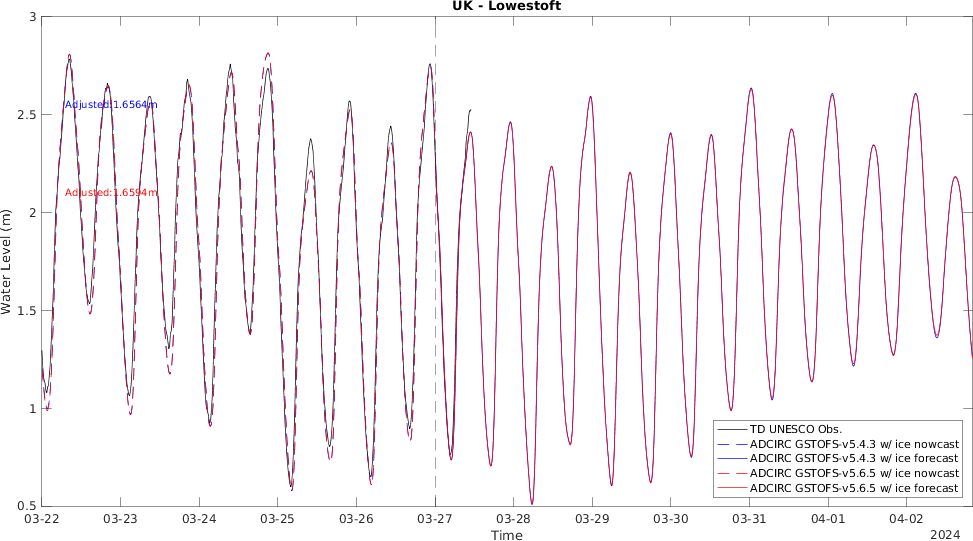 UK - Lowestoft
3
2.5
2
1.5
1
0.5
Water Level (m)
Adjusted:1.6564m
Adjusted:1.6594m
TD UNESCO Obs.
ADCIRC GSTOFS-v5.4.3 w/ ice nowcast
ADCIRC GSTOFS-v5.4.3 w/ ice forecast
ADCIRC GSTOFS-v5.6.5 w/ ice nowcast
ADCIRC GSTOFS-v5.6.5 w/ ice forecast
03-22 03-23 03-24 03-25 03-26 03-27 03-28 03-29 03-30 03-31 04-01 04-02
Time
2024